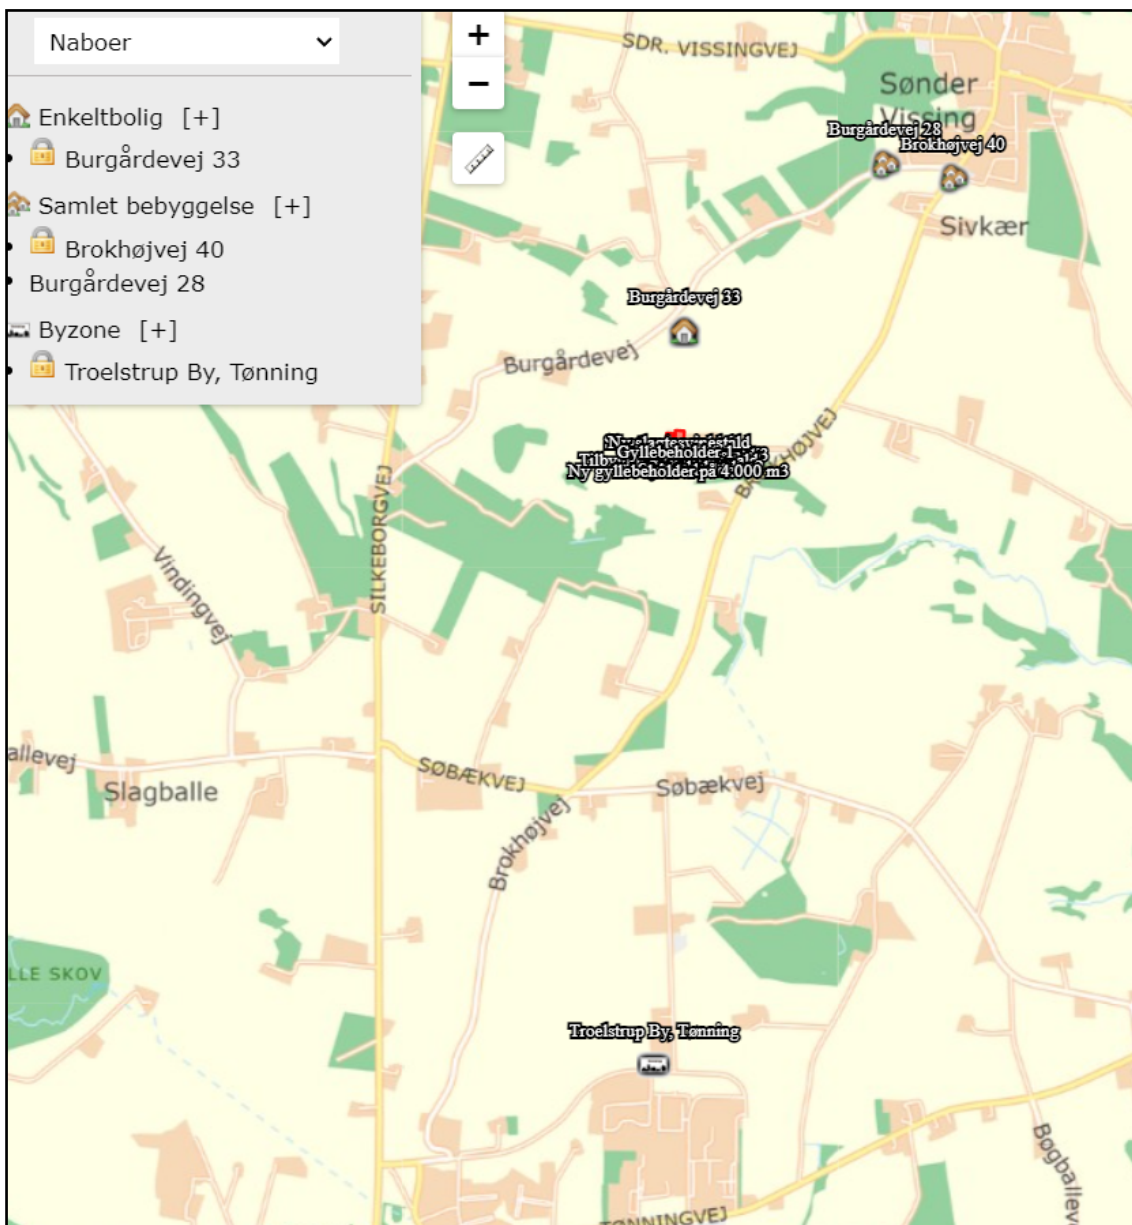 Naboer
Enkeltbolig [+]
Burgårdevej 33
Samlet bebyggelse [+]
Brokhøjvej 40
Burgårdevej 28
Byzone [+]
Troelstrup By, Tønning
+
−
SDR. VISSINGVEJ
Sønder
Vissing
Burgårdevej 28
Brokhøjvej 40
Sivkær
Burgårdevej 33
Burgårdevej
Ny slagtesvinestald
Gyllebeholder 1
Ny gyllebeholder på 4.000 m3
BROKHØJVEJ
SILKEBORGVEJ
Vindingvej
allevej
Slagballe
SØBÆKVEJ
Søbækvej
Brokhøjvej
LLE SKOV
Troelstrup By, Tønning
Bogballev
TØNNINGVEJ